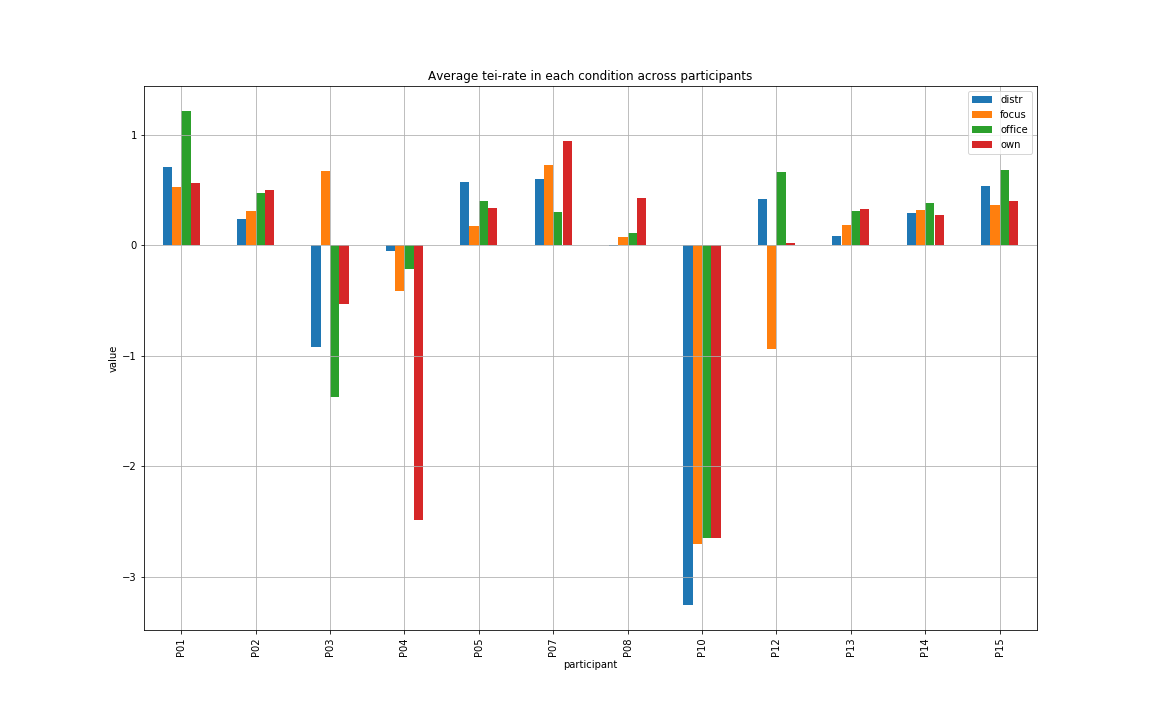 Average tei-rate in each condition across participants
distr
focus
office
own
1
0
−1
−2
−3
value
P01
P02
P03
P04
P05
P07
P08
P10
P12
P13
P14
P15
participant